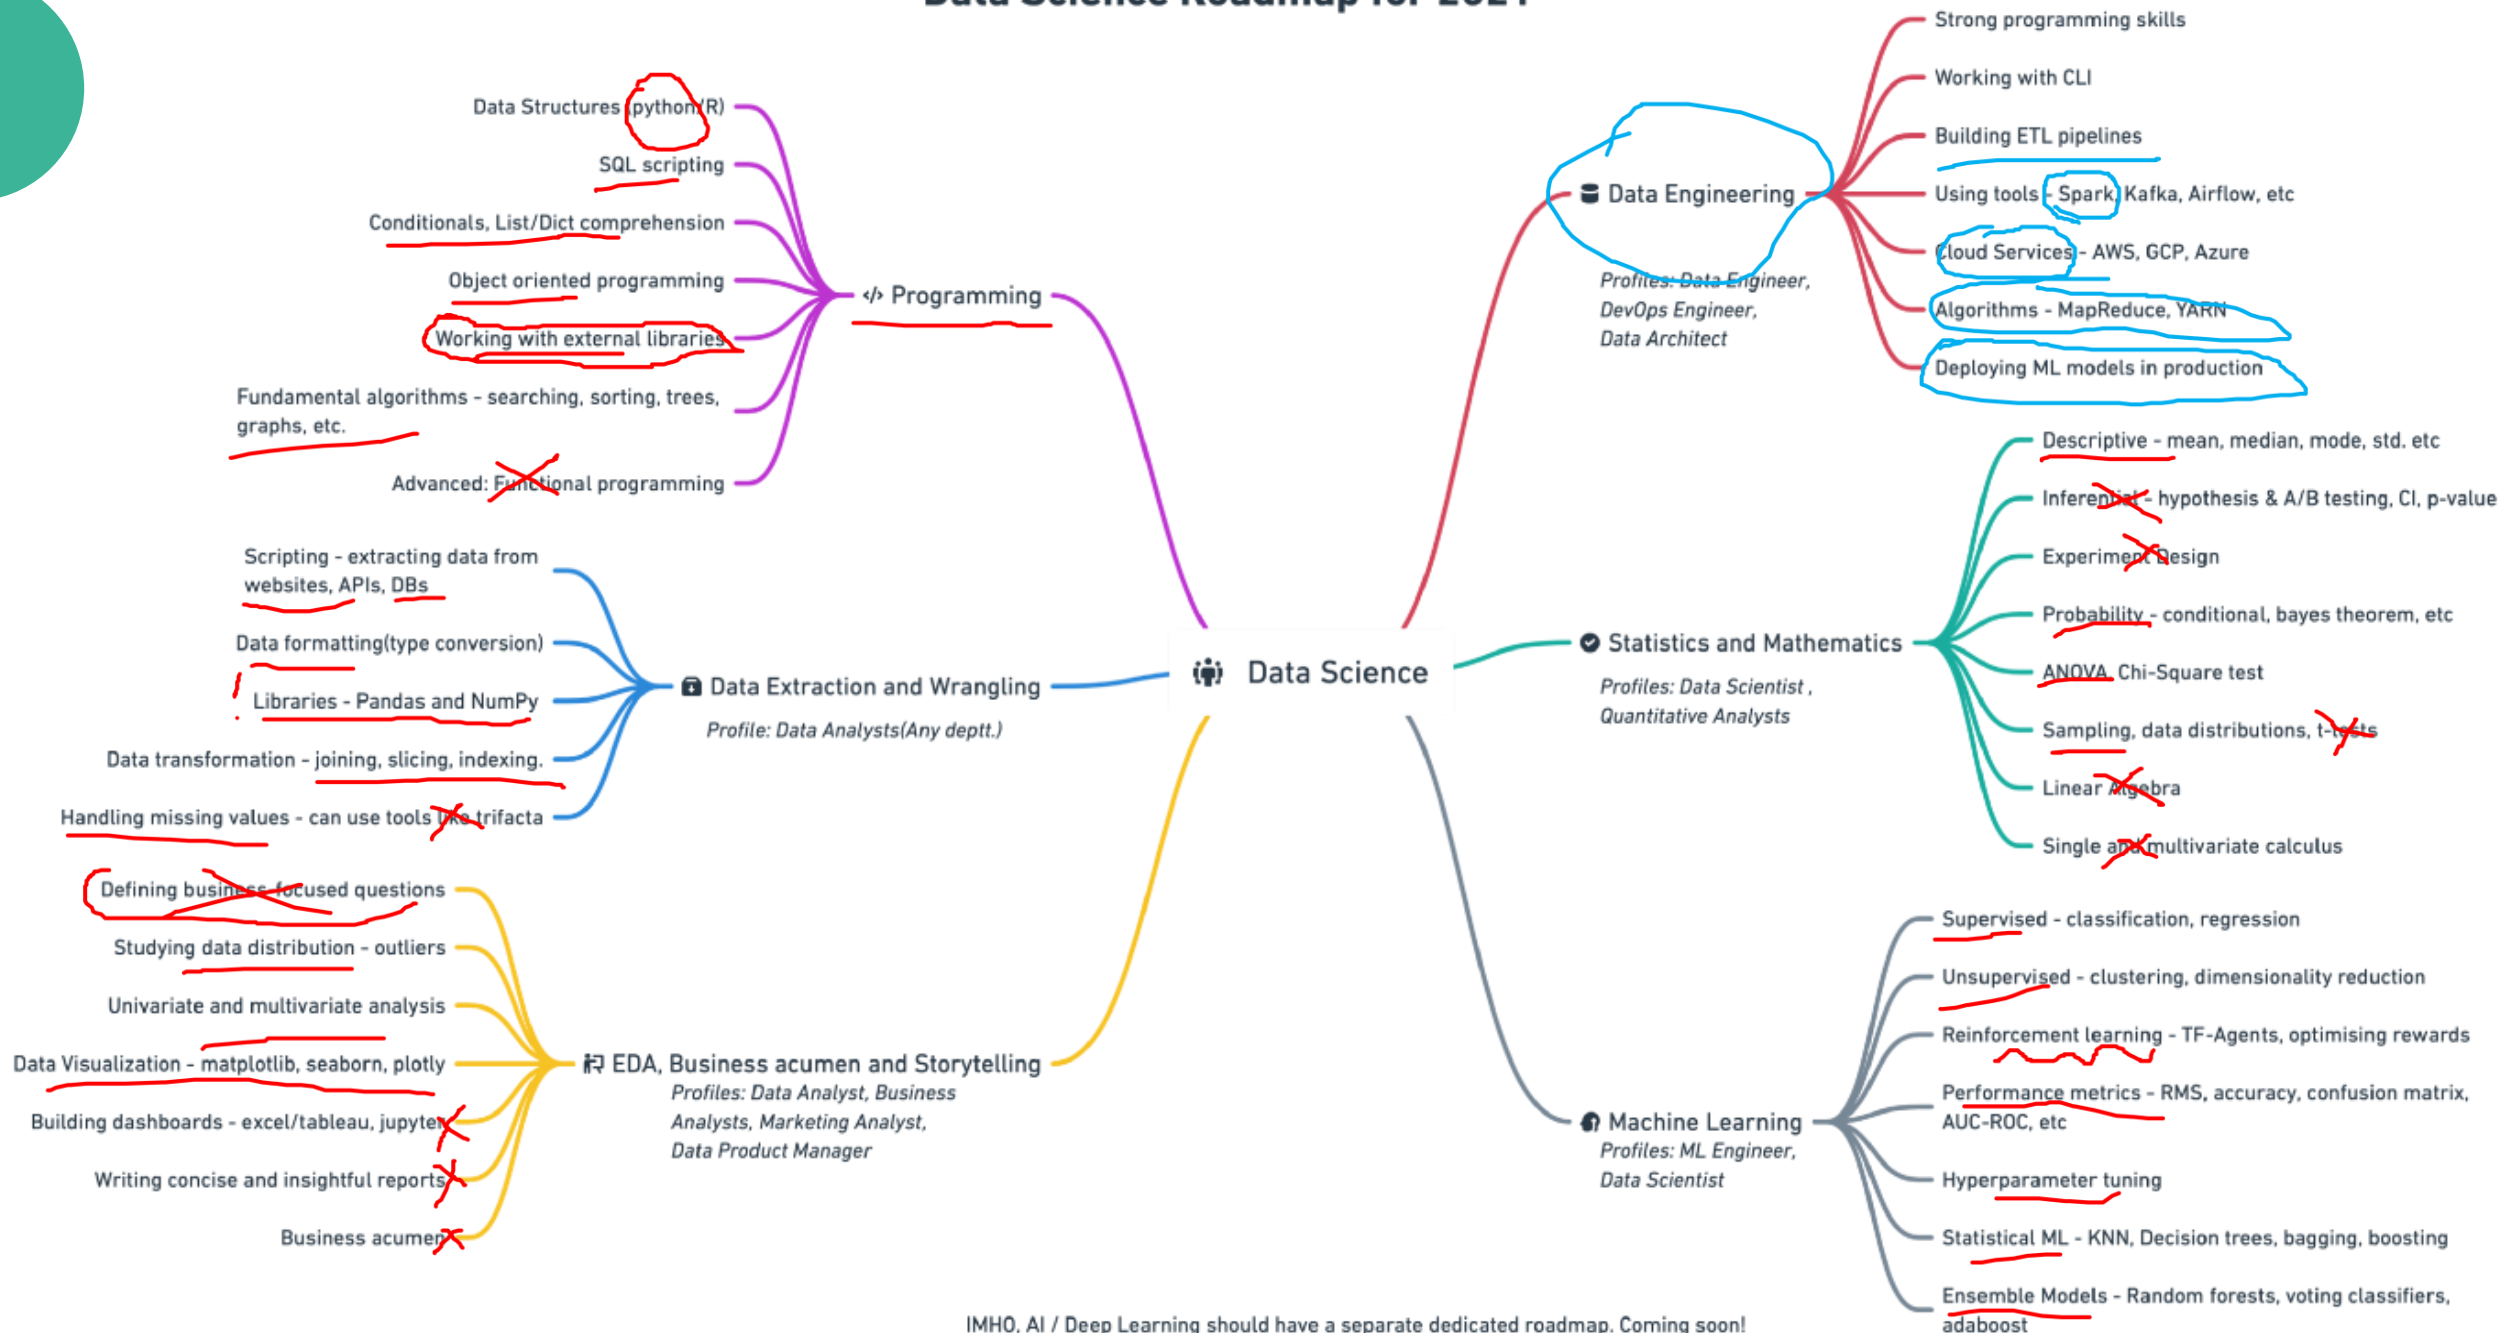 Data Science Roadmap for 2021
Data Structures (python/R)
SQL scripting
Conditionals, List/Dict comprehension
Object oriented programming
Working with external libraries
Fundamental algorithms - searching, sorting, trees,
graphs, etc.
Advanced: Functional programming
</> Programming
Scripting - extracting data from
websites, APIs, DBs
Data formatting(type conversion)
Libraries - Pandas and NumPy
Data transformation - joining, slicing, indexing.
Handling missing values - can use tools like trifacta
Data Extraction and Wrangling
Profile: Data Analysts(Any deptt.)
Defining business-focused questions
Studying data distribution - outliers
Univariate and multivariate analysis
Data Visualization - matplotlib, seaborn, plotly
Building dashboards - excel/tableau, jupyter
Writing concise and insightful reports
Business acumen
EDA, Business acumen and Storytelling
Profiles: Data Analyst, Business
Analysts, Marketing Analyst,
Data Product Manager
Data Science
Data Engineering
Profiles: Data Engineer,
DevOps Engineer,
Data Architect
Strong programming skills
Working with CLI
Building ETL pipelines
Using tools - Spark, Kafka, Airflow, etc
Cloud Services - AWS, GCP, Azure
Algorithms - MapReduce, YARN
Deploying ML models in production
Statistics and Mathematics
Profiles: Data Scientist ,
Quantitative Analysts
Descriptive - mean, median, mode, std. etc
Inferential - hypothesis & A/B testing, CI, p-value
Experiment Design
Probability - conditional, bayes theorem, etc
ANOVA, Chi-Square test
Sampling, data distributions, t-tests
Linear Algebra
Single and multivariate calculus
Machine Learning
Profiles: ML Engineer,
Data Scientist
Supervised - classification, regression
Unsupervised - clustering, dimensionality reduction
Reinforcement learning - TF-Agents, optimising rewards
Performance metrics - RMS, accuracy, confusion matrix,
AUC-ROC, etc
Hyperparameter tuning
Statistical ML - KNN, Decision trees, bagging, boosting
Ensemble Models - Random forests, voting classifiers,
adaboost
IMHO, AI / Deep Learning should have a separate dedicated roadmap. Coming soon!